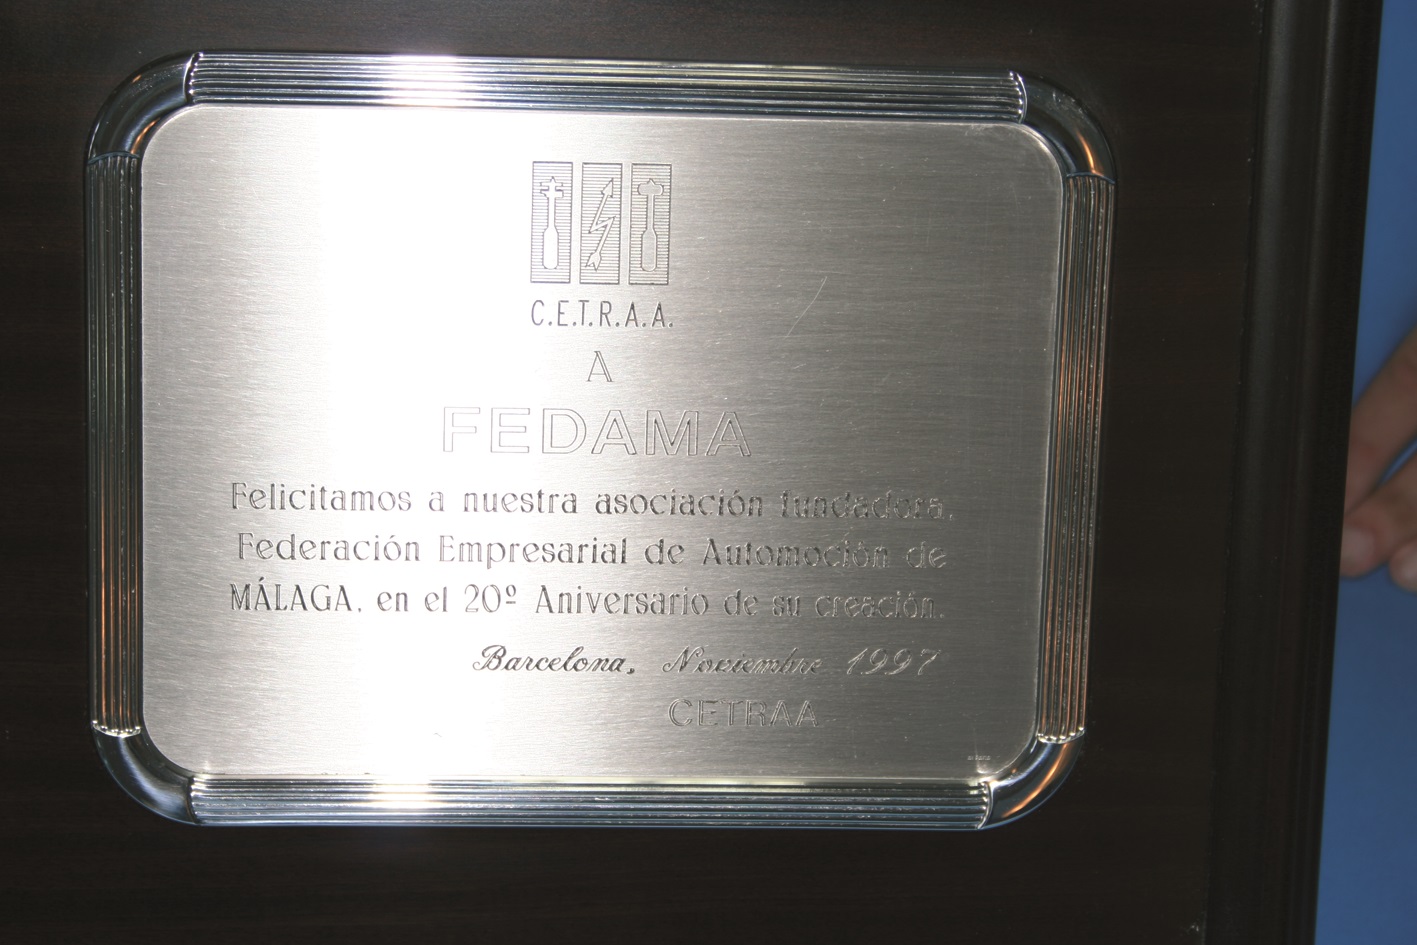 C.E.T.R.A.A.
A
FEDAMA
Felicitamos a nuestra asociación fundadora,
Federación Empresarial de Automoción de
MÁLAGA, en el 20º Aniversario de su creación.
Barcelona, Noviembre 1997
CETRAA